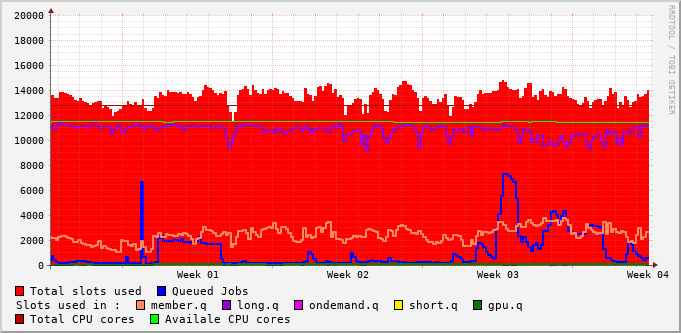 20000
18000
16000
14000
12000
10000
8000
6000
4000
2000
0
Week 01 Week 02 Week 03 Week 04
RRDTOOL / TOBI OETIKER
Total slots used Queued Jobs
Slots used in : member.q long.q ondemand.q short.q gpu.q
Total CPU cores Availale CPU cores